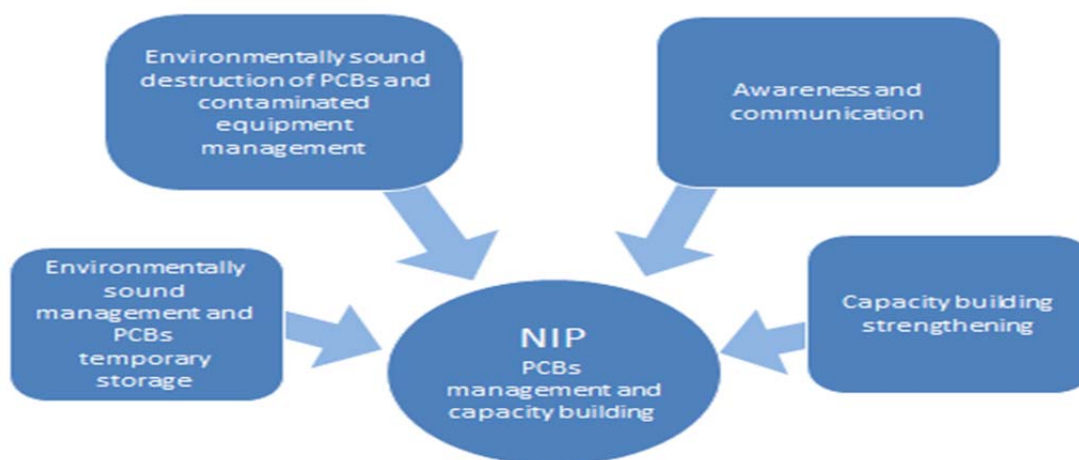 Environmentally sound
destruction of PCBs and
contaminated
equipment
management
Awareness and
communication
Environmentally
sound
management and
PCBs
temporary
storage
Capacity building
strengthening
NIP
PCBs
management and
capacity building